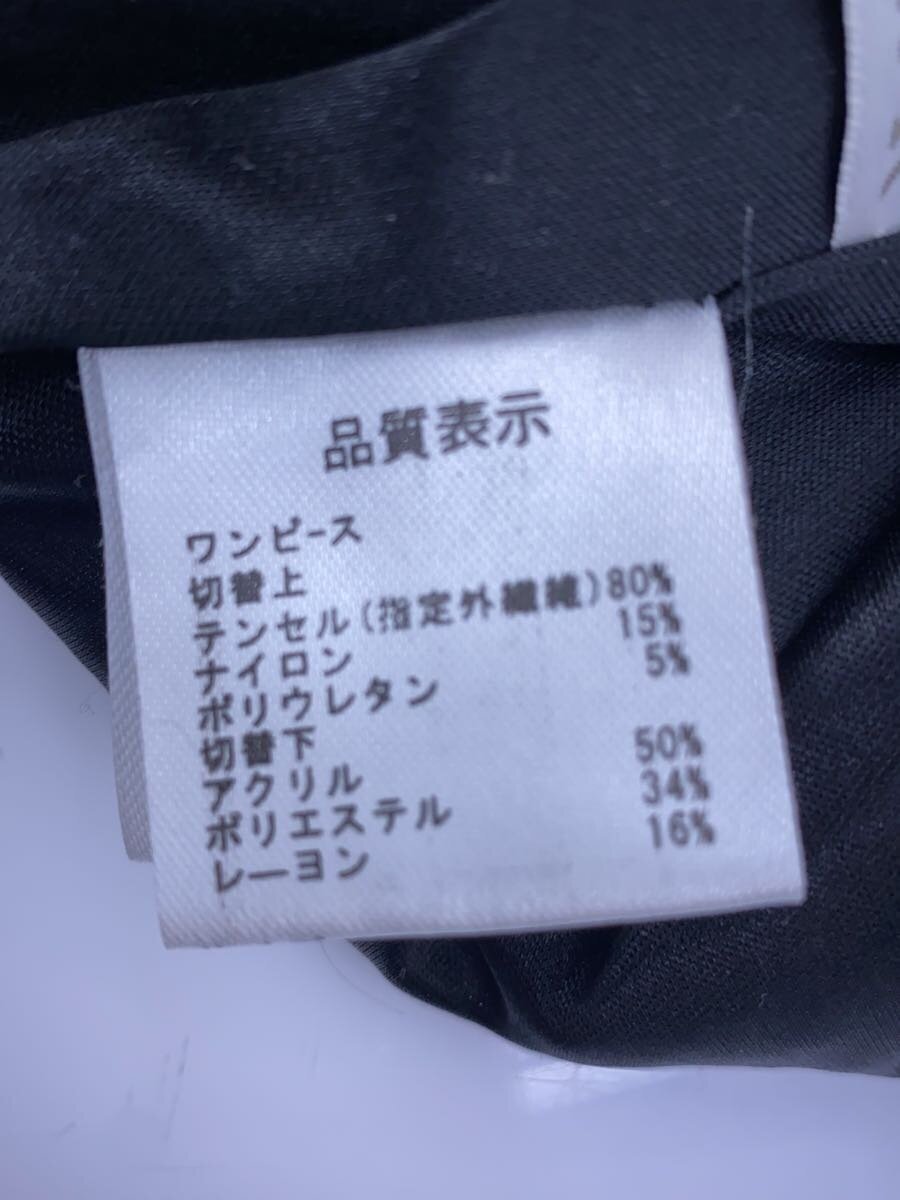 品質表示
ワンピース
切替上
テンセル(指定外繊維)80%
ナイロン 15%
ポリウレタン 5%
切替下
アクリル 50%
ポリエステル 34%
レーヨン 16%